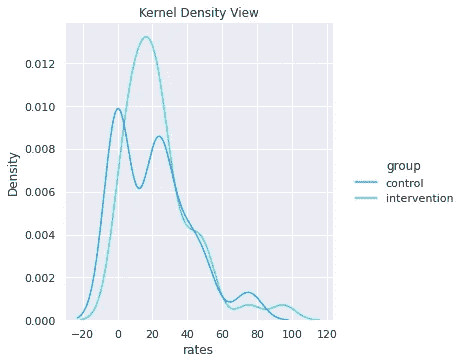 Kernel Density View
0.012
0.010
0.008
0.006
0.004
0.002
0.000
Density
−20 0 20 40 60 80 100 120
rates
group
control
intervention